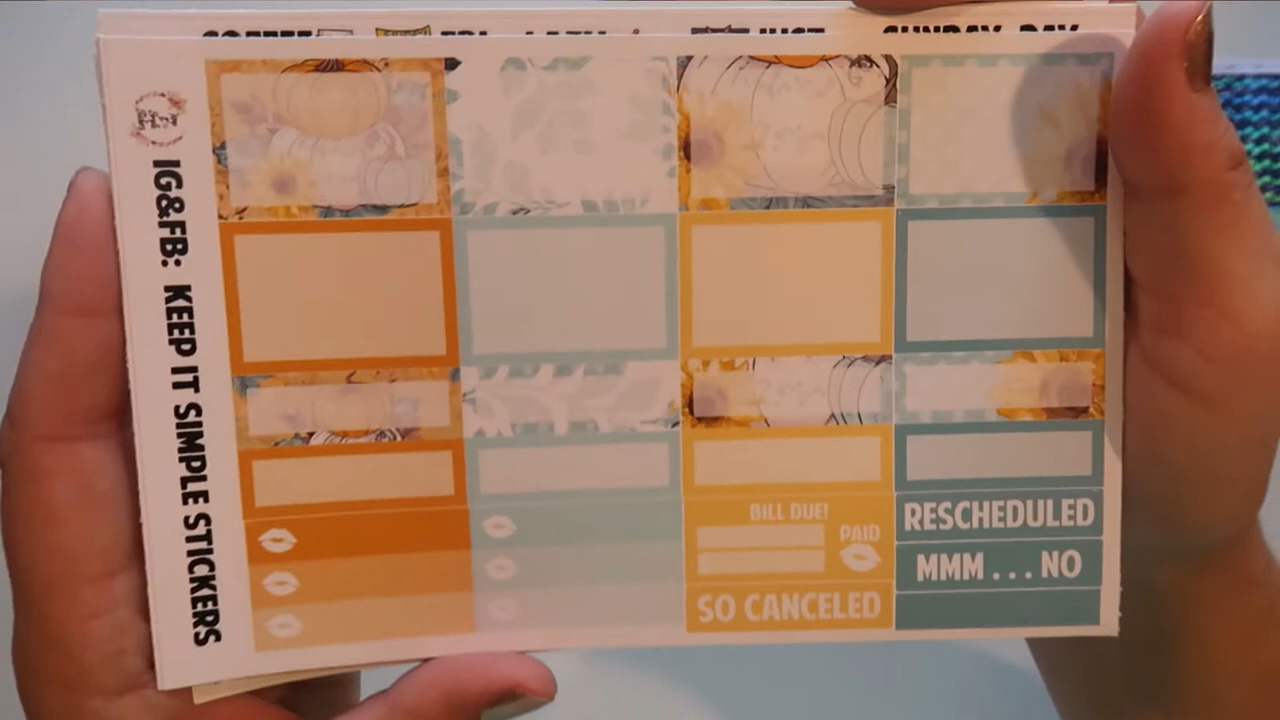 IG&FB: KEEP IT SIMPLE STICKERS
BILL DUE!
PAID
SO CANCELED
RESCHEDULED
MMM...NO